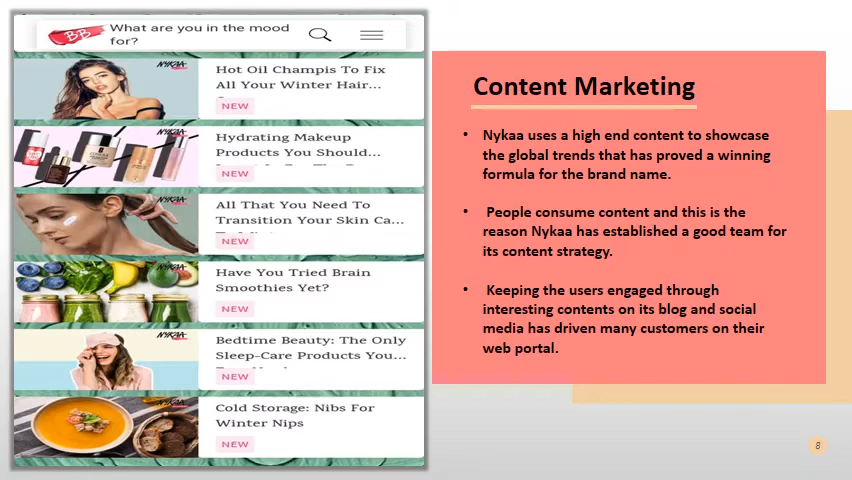 BB
What are you in the mood
for?
NYKAA
Hot Oil Champis To Fix
All Your Winter Hair...
NEW
NYKAA
Hydrating Makeup
Products You Should...
NEW
NYKAA
All That You Need To
Transition Your Skin Ca...
NEW
NYKAA
Have You Tried Brain
Smoothies Yet?
NEW
NYKAA
Bedtime Beauty: The Only
Sleep-Care Products You...
NEW
NYKAA
Cold Storage: Nibs For
Winter Nips
NEW
Content Marketing
• Nykaa uses a high end content to showcase
the global trends that has proved a winning
formula for the brand name.
• People consume content and this is the
reason Nykaa has established a good team for
its content strategy.
• Keeping the users engaged through
interesting contents on its blog and social
media has driven many customers on their
web portal.
8